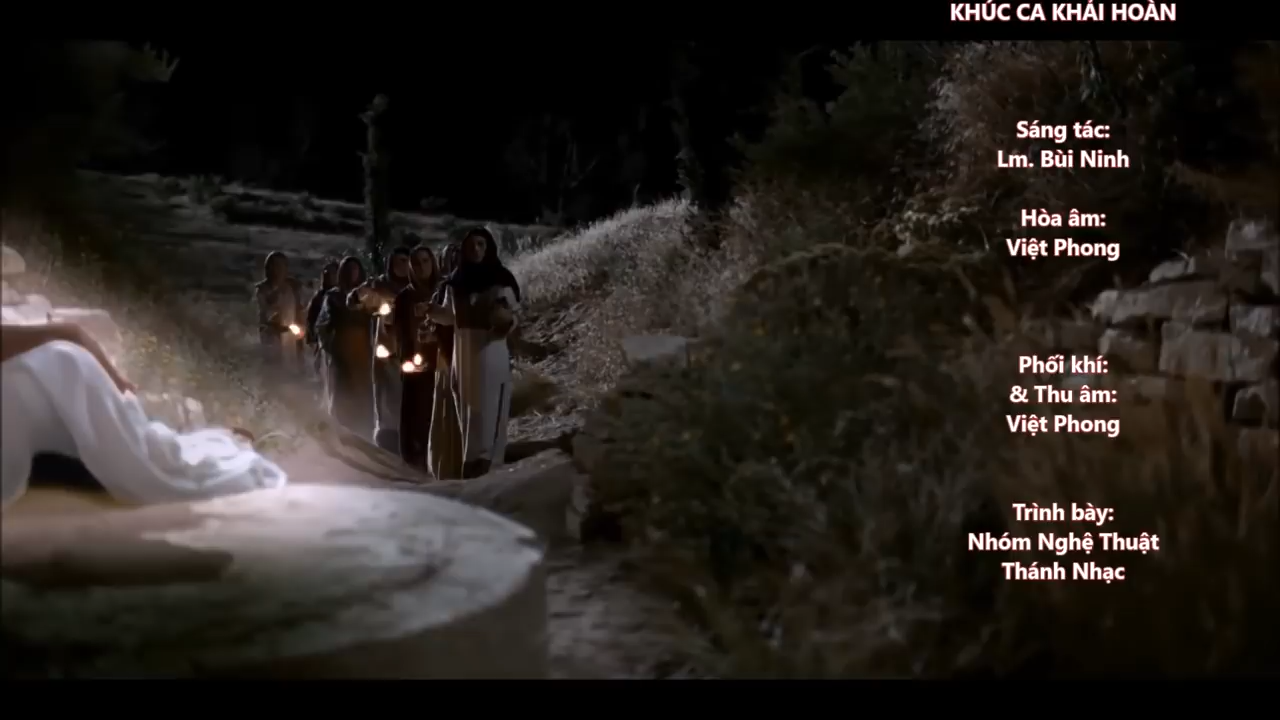 KHÚC CA KHẢI HOÀN
Sáng tác:
Lm. Bùi Ninh
Hòa âm:
Việt Phong
Phối khí:
& Thu âm:
Việt Phong
Trình bày:
Nhóm Nghệ Thuật
Thánh Nhạc